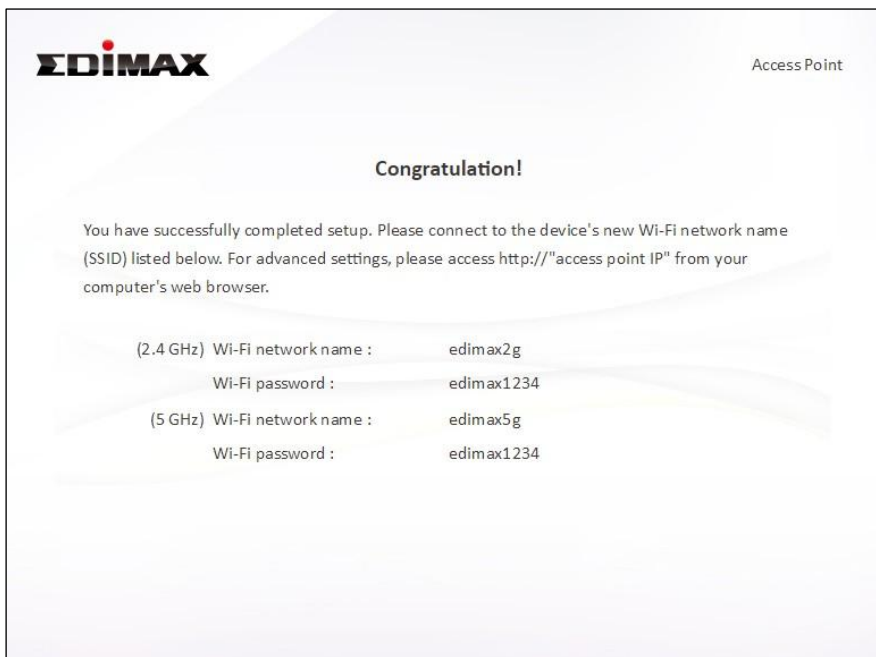 EDIMAX
Access Point
Congratulation!
You have successfully completed setup. Please connect to the device's new Wi-Fi network name
(SSID) listed below. For advanced settings, please access http://"access point IP" from your
computer's web browser.
(2.4 GHz) Wi-Fi network name : edimax2g
Wi-Fi password : edimax1234
(5 GHz) Wi-Fi network name : edimax5g
Wi-Fi password : edimax1234